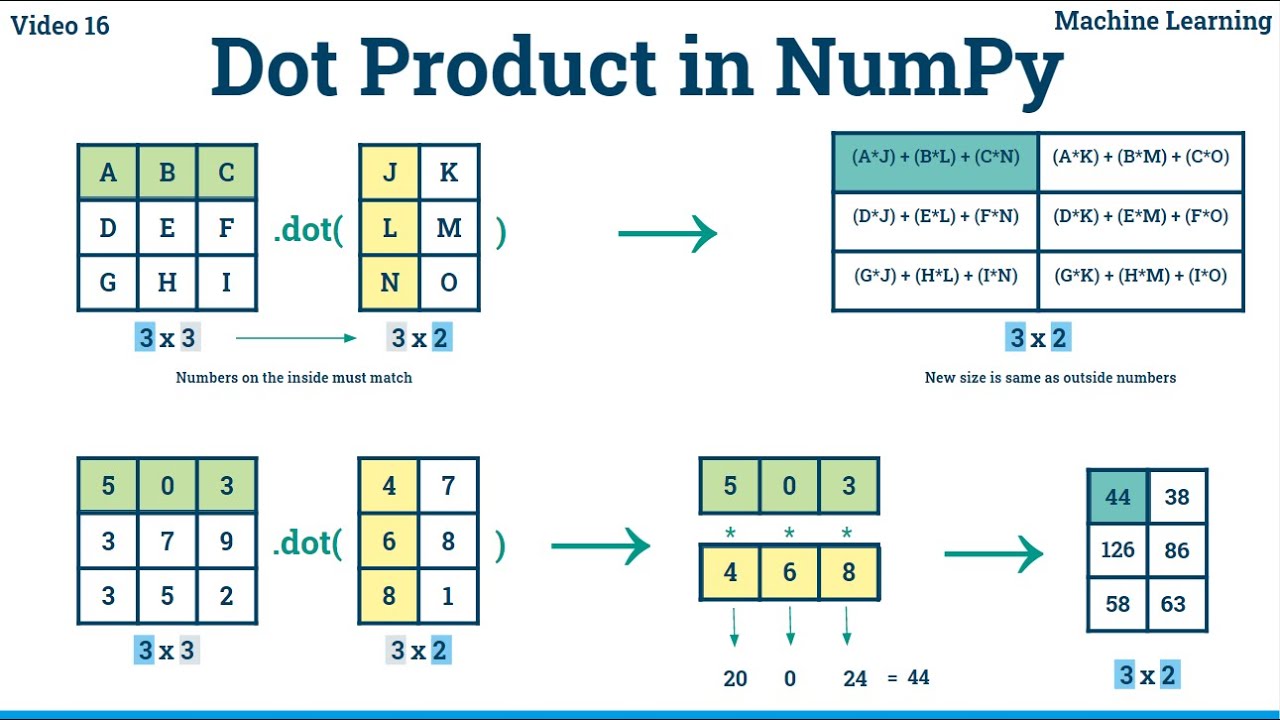 Video 16
Machine Learning
Dot Product in NumPy
A B C
D E F
G H I
.dot(
J K
L M
N O
)
(A*J) + (B*L) + (C*N) (A*K) + (B*M) + (C*O)
(D*J) + (E*L) + (F*N) (D*K) + (E*M) + (F*O)
(G*J) + (H*L) + (I*N) (G*K) + (H*M) + (I*O)
3 x 3
3 x 2
3 x 2
Numbers on the inside must match
New size is same as outside numbers
5 0 3
3 7 9
3 5 2
.dot(
4 7
6 8
8 1
)
5 0 3
* * *
4 6 8
20 0 24 = 44
44 38
126 86
58 63
3 x 3
3 x 2
3 x 2